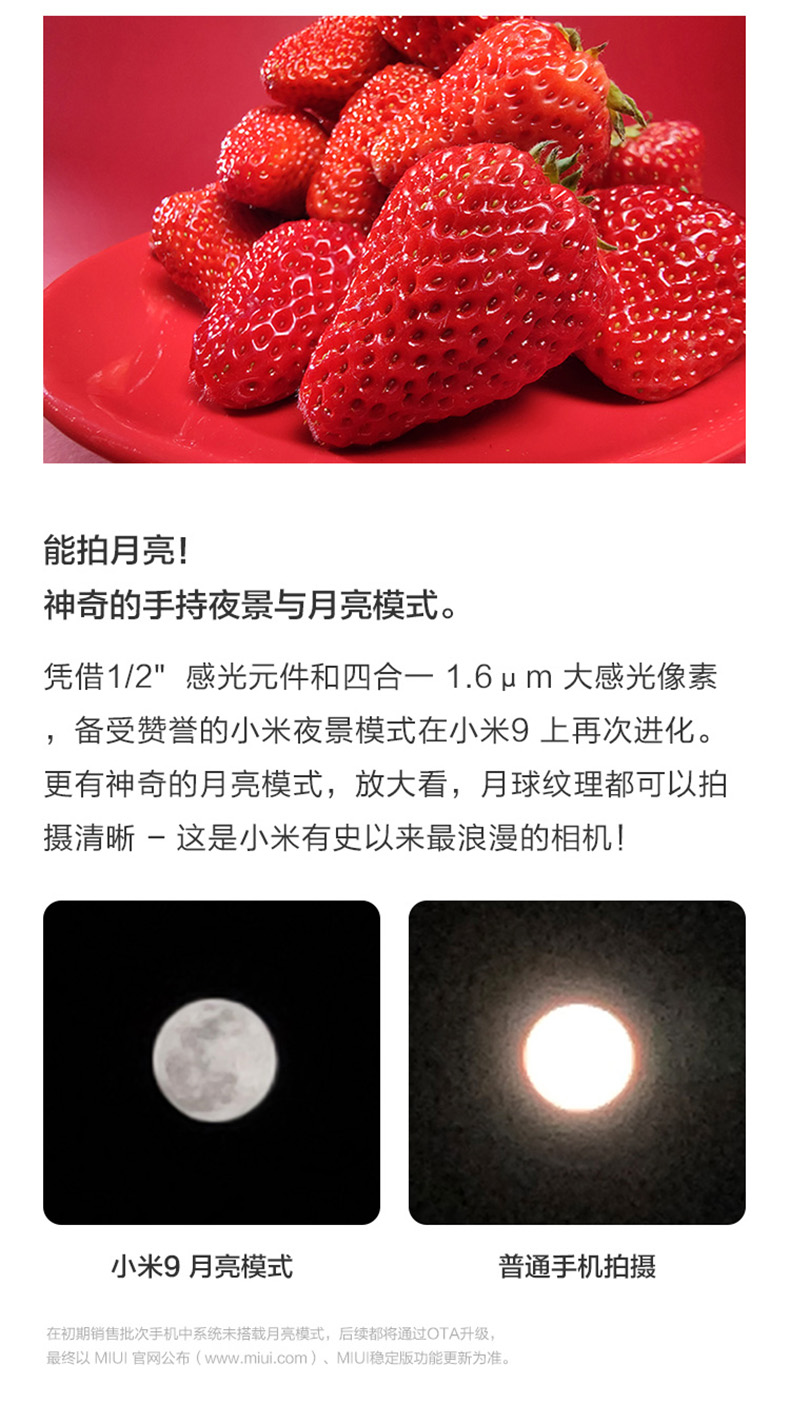 能拍月亮！
神奇的手持夜景与月亮模式。
凭借1/2"  感光元件和四合一 1.6μm 大感光像素
，备受赞誉的小米夜景模式在小米9 上再次进化。
更有神奇的月亮模式，放大看，月球纹理都可以拍
摄清晰 – 这是小米有史以来最浪漫的相机！
小米9 月亮模式
普通手机拍摄
在初期销售批次手机中系统未搭载月亮模式，后续都将通过OTA升级，
最终以 MIUI 官网公布（www.miui.com）、MIUI稳定版功能更新为准。